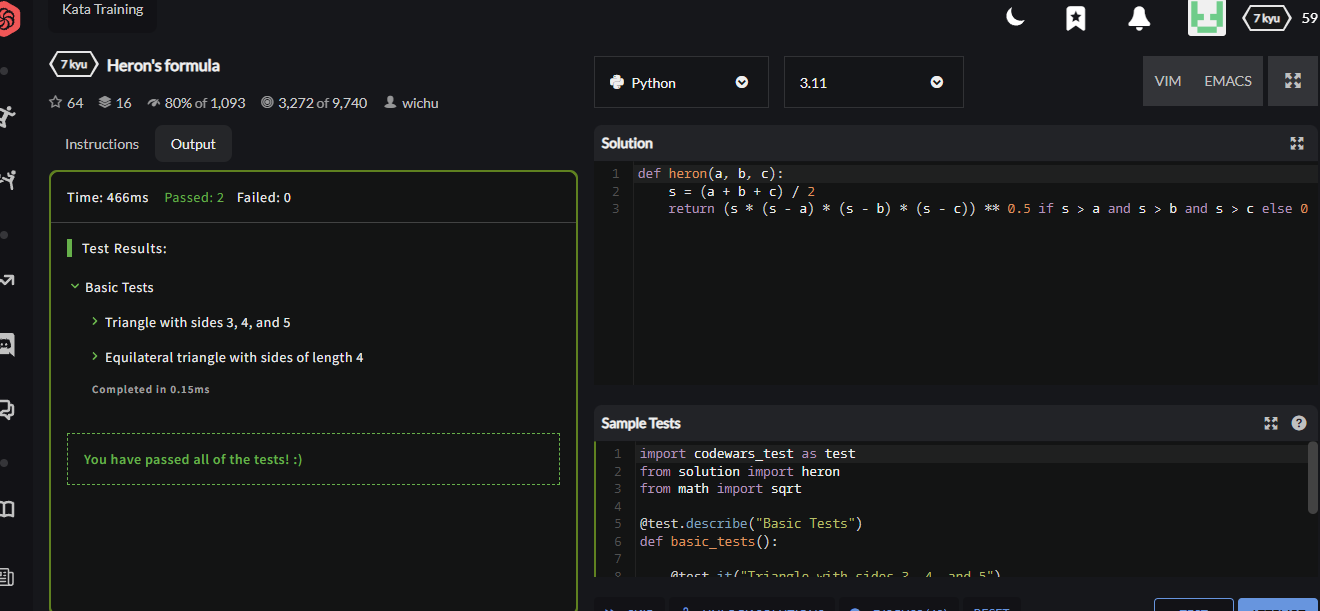 Kata Training
7 kyu
59
7 kyu Heron's formula
64 16 80% of 1,093 3,272 of 9,740 wichu
Instructions Output
Time: 466ms Passed: 2 Failed: 0
Test Results:
Basic Tests
Triangle with sides 3, 4, and 5
Equilateral triangle with sides of length 4
Completed in 0.15ms
You have passed all of the tests! :)
Python
3.11
VIM EMACS
Solution
1 def heron(a, b, c):
2 s = (a + b + c) / 2
3 return (s * (s - a) * (s - b) * (s - c)) ** 0.5 if s > a and s > b and s > c else 0
Sample Tests
1 import codewars_test as test
2 from solution import heron
3 from math import sqrt
4
5 @test.describe("Basic Tests")
6 def basic_tests():
7
8 @test.it("Triangle with sides 3, 4, and 5")
SKIP UNLOCK SOLUTIONS DISCUSS RESET TEST ATTEMPT